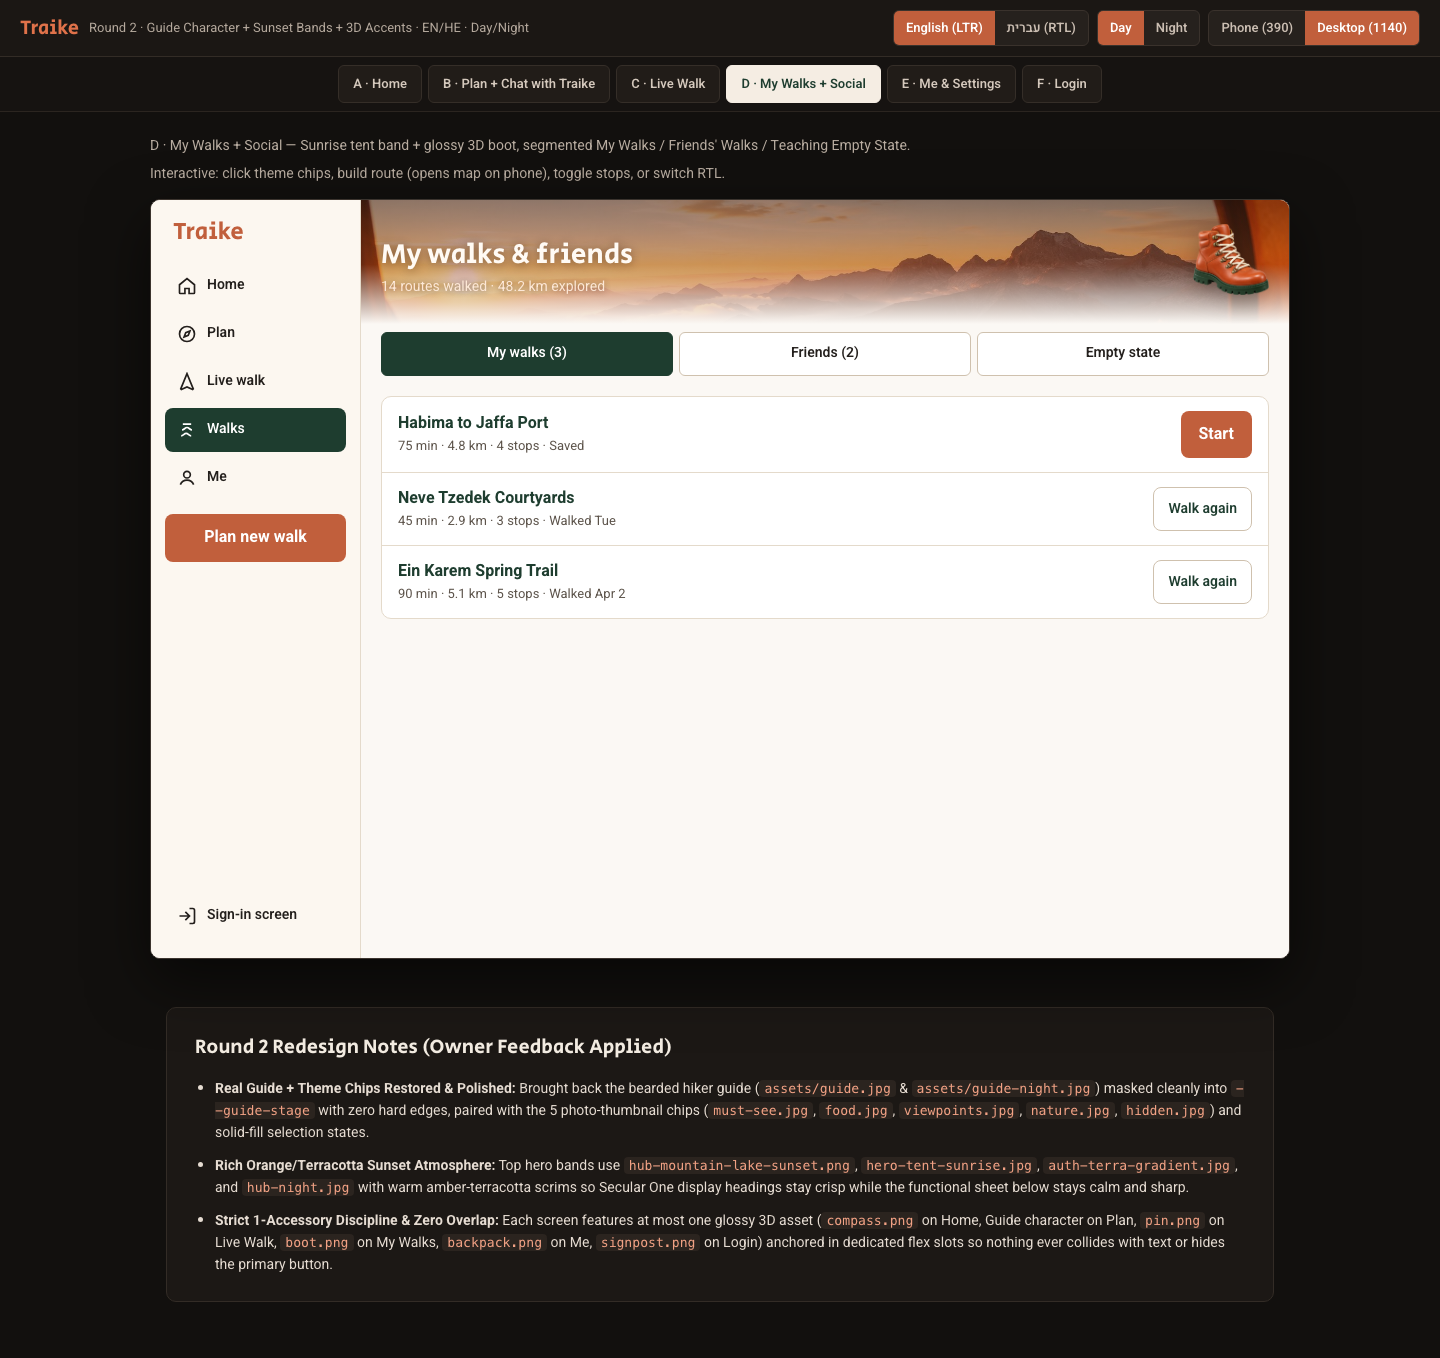 Traike
Round 2 · Guide Character + Sunset Bands + 3D Accents · EN/HE · Day/Night
English (LTR)
עברית (RTL)
Day
Night
Phone (390)
Desktop (1140)
A · Home
B · Plan + Chat with Traike
C · Live Walk
D · My Walks + Social
E · Me & Settings
F · Login
D · My Walks + Social — Sunrise tent band + glossy 3D boot, segmented My Walks / Friends' Walks / Teaching Empty State.
Interactive: click theme chips, build route (opens map on phone), toggle stops, or switch RTL.
Traike
Home
Plan
Live walk
Walks
Me
Plan new walk
Sign-in screen
My walks & friends
14 routes walked · 48.2 km explored
My walks (3)
Friends (2)
Empty state
Habima to Jaffa Port
75 min · 4.8 km · 4 stops · Saved
Start
Neve Tzedek Courtyards
45 min · 2.9 km · 3 stops · Walked Tue
Walk again
Ein Karem Spring Trail
90 min · 5.1 km · 5 stops · Walked Apr 2
Walk again
Round 2 Redesign Notes (Owner Feedback Applied)
• Real Guide + Theme Chips Restored & Polished: Brought back the bearded hiker guide ( assets/guide.jpg & assets/guide-night.jpg ) masked cleanly into -
-guide-stage with zero hard edges, paired with the 5 photo-thumbnail chips ( must-see.jpg , food.jpg , viewpoints.jpg , nature.jpg , hidden.jpg ) and
solid-fill selection states.
• Rich Orange/Terracotta Sunset Atmosphere: Top hero bands use hub-mountain-lake-sunset.png , hero-tent-sunrise.jpg , auth-terra-gradient.jpg ,
and hub-night.jpg with warm amber-terracotta scrims so Secular One display headings stay crisp while the functional sheet below stays calm and sharp.
• Strict 1-Accessory Discipline & Zero Overlap: Each screen features at most one glossy 3D asset ( compass.png on Home, Guide character on Plan, pin.png on
Live Walk, boot.png on My Walks, backpack.png on Me, signpost.png on Login) anchored in dedicated flex slots so nothing ever collides with text or hides
the primary button.